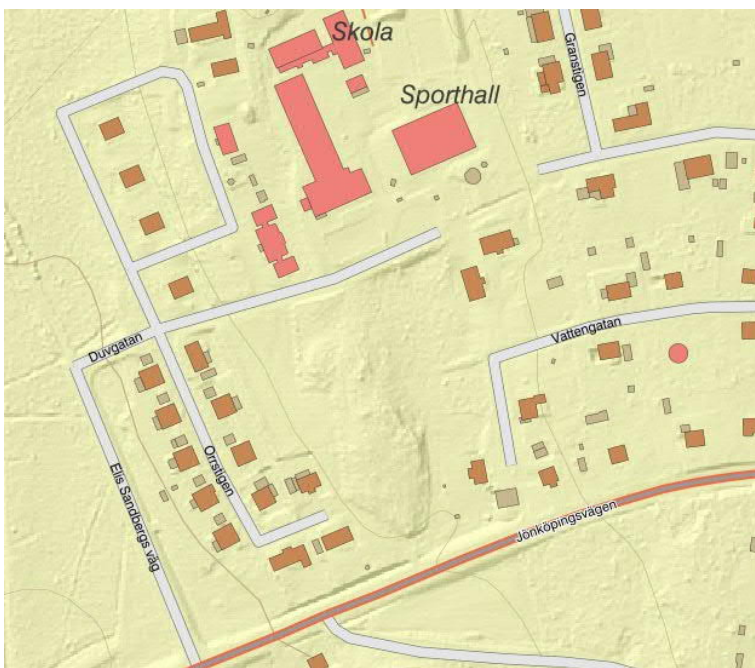 Skola
Granstigen
Sporthall
Vattengatan
Duvgatan
Orrstigen
Elis Sandbergs väg
Jönköpingsvägen